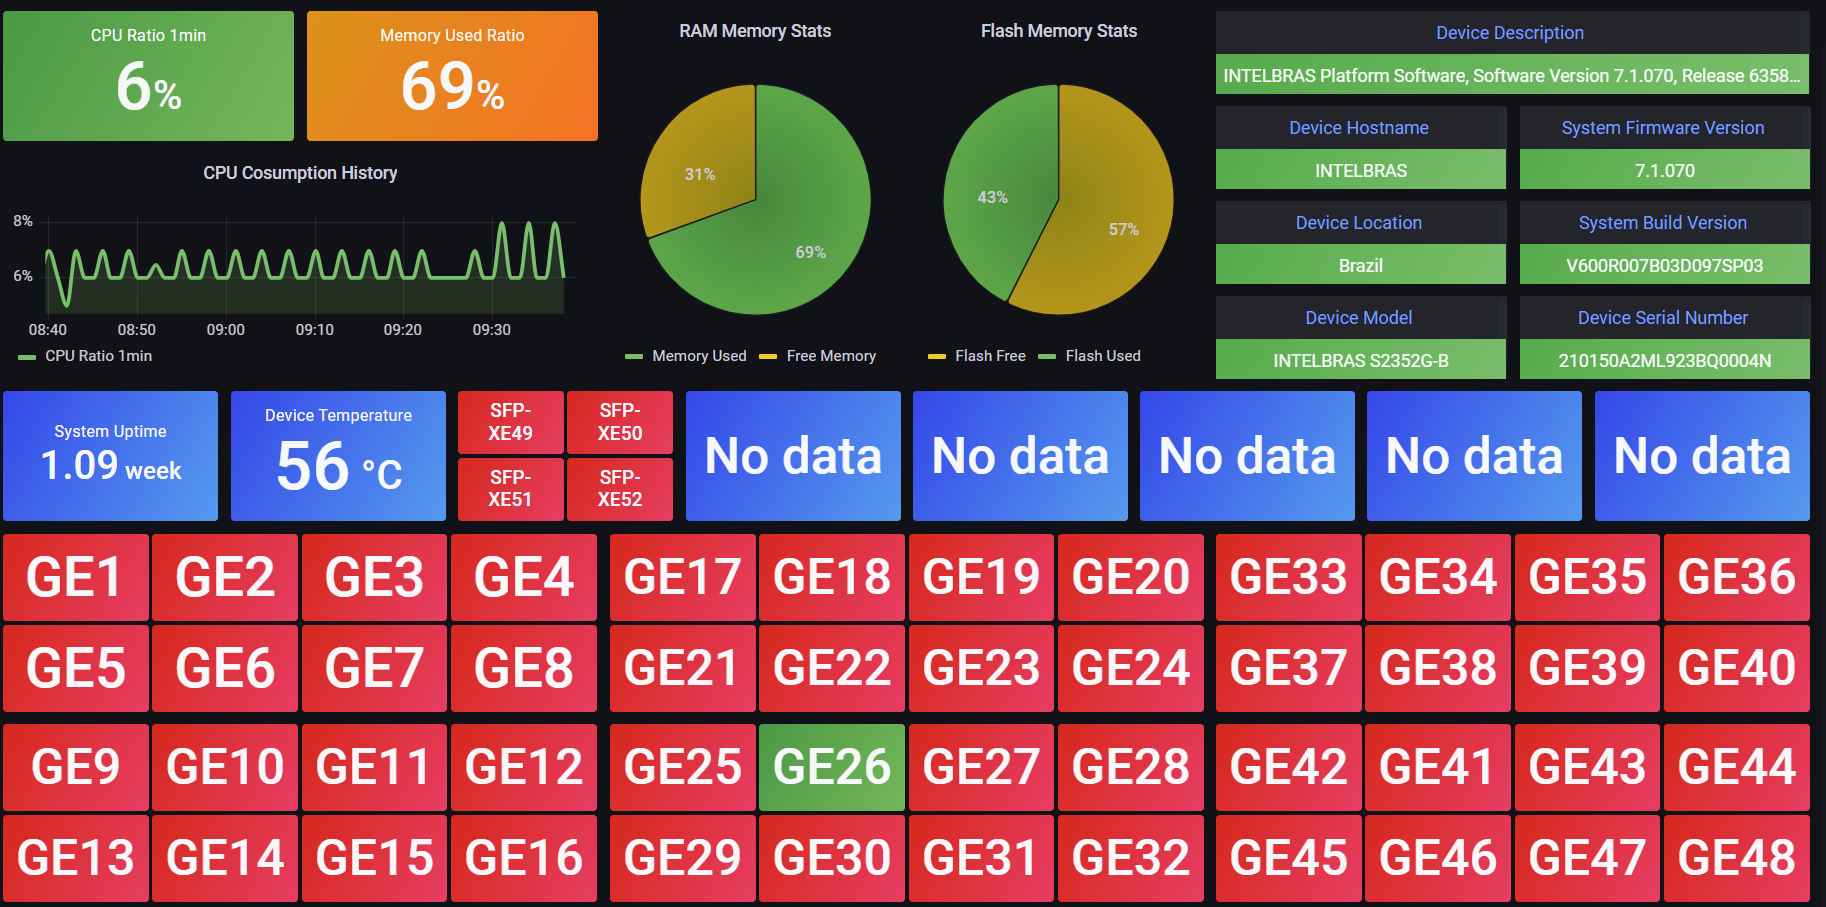 CPU Ratio 1min
6%
Memory Used Ratio
69%
CPU Cosumption History
8%
6%
08:40 08:50 09:00 09:10 09:20 09:30
CPU Ratio 1min
RAM Memory Stats
31%
69%
Memory Used Free Memory
Flash Memory Stats
43%
57%
Flash Free Flash Used
Device Description
INTELBRAS Platform Software, Software Version 7.1.070, Release 6358...
Device Hostname
INTELBRAS
System Firmware Version
7.1.070
Device Location
Brazil
System Build Version
V600R007B03D097SP03
Device Model
INTELBRAS S2352G-B
Device Serial Number
210150A2ML923BQ0004N
System Uptime
1.09 week
Device Temperature
56 °C
SFP-
XE49
SFP-
XE50
SFP-
XE51
SFP-
XE52
No data
No data
No data
No data
No data
GE1 GE2 GE3 GE4 GE17 GE18 GE19 GE20 GE33 GE34 GE35 GE36
GE5 GE6 GE7 GE8 GE21 GE22 GE23 GE24 GE37 GE38 GE39 GE40
GE9 GE10 GE11 GE12 GE25 GE26 GE27 GE28 GE42 GE41 GE43 GE44
GE13 GE14 GE15 GE16 GE29 GE30 GE31 GE32 GE45 GE46 GE47 GE48